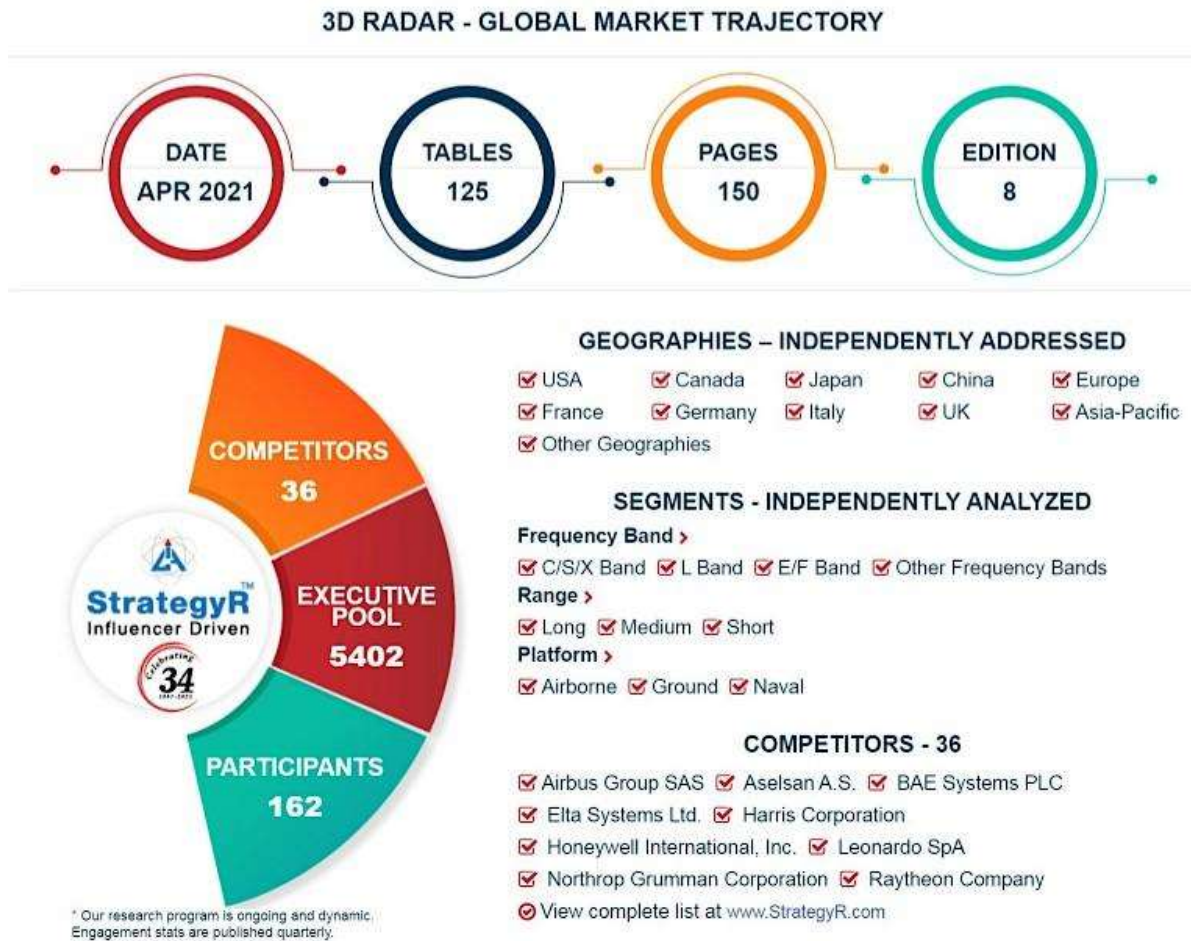 3D RADAR - GLOBAL MARKET TRAJECTORY
DATE
APR 2021
TABLES
125
PAGES
150
EDITION
8
COMPETITORS
36
EXECUTIVE
POOL
5402
PARTICIPANTS
162
StrategyR™
Influencer Driven
Celebrating
34
* Our research program is ongoing and dynamic.
Engagement stats are published quarterly.
GEOGRAPHIES – INDEPENDENTLY ADDRESSED
USA Canada Japan China Europe
France Germany Italy UK Asia-Pacific
Other Geographies
SEGMENTS - INDEPENDENTLY ANALYZED
Frequency Band >
C/S/X Band L Band E/F Band Other Frequency Bands
Range >
Long Medium Short
Platform >
Airborne Ground Naval
COMPETITORS - 36
Airbus Group SAS Aselsan A.S. BAE Systems PLC
Elta Systems Ltd. Harris Corporation
Honeywell International, Inc. Leonardo SpA
Northrop Grumman Corporation Raytheon Company
View complete list at www.StrategyR.com